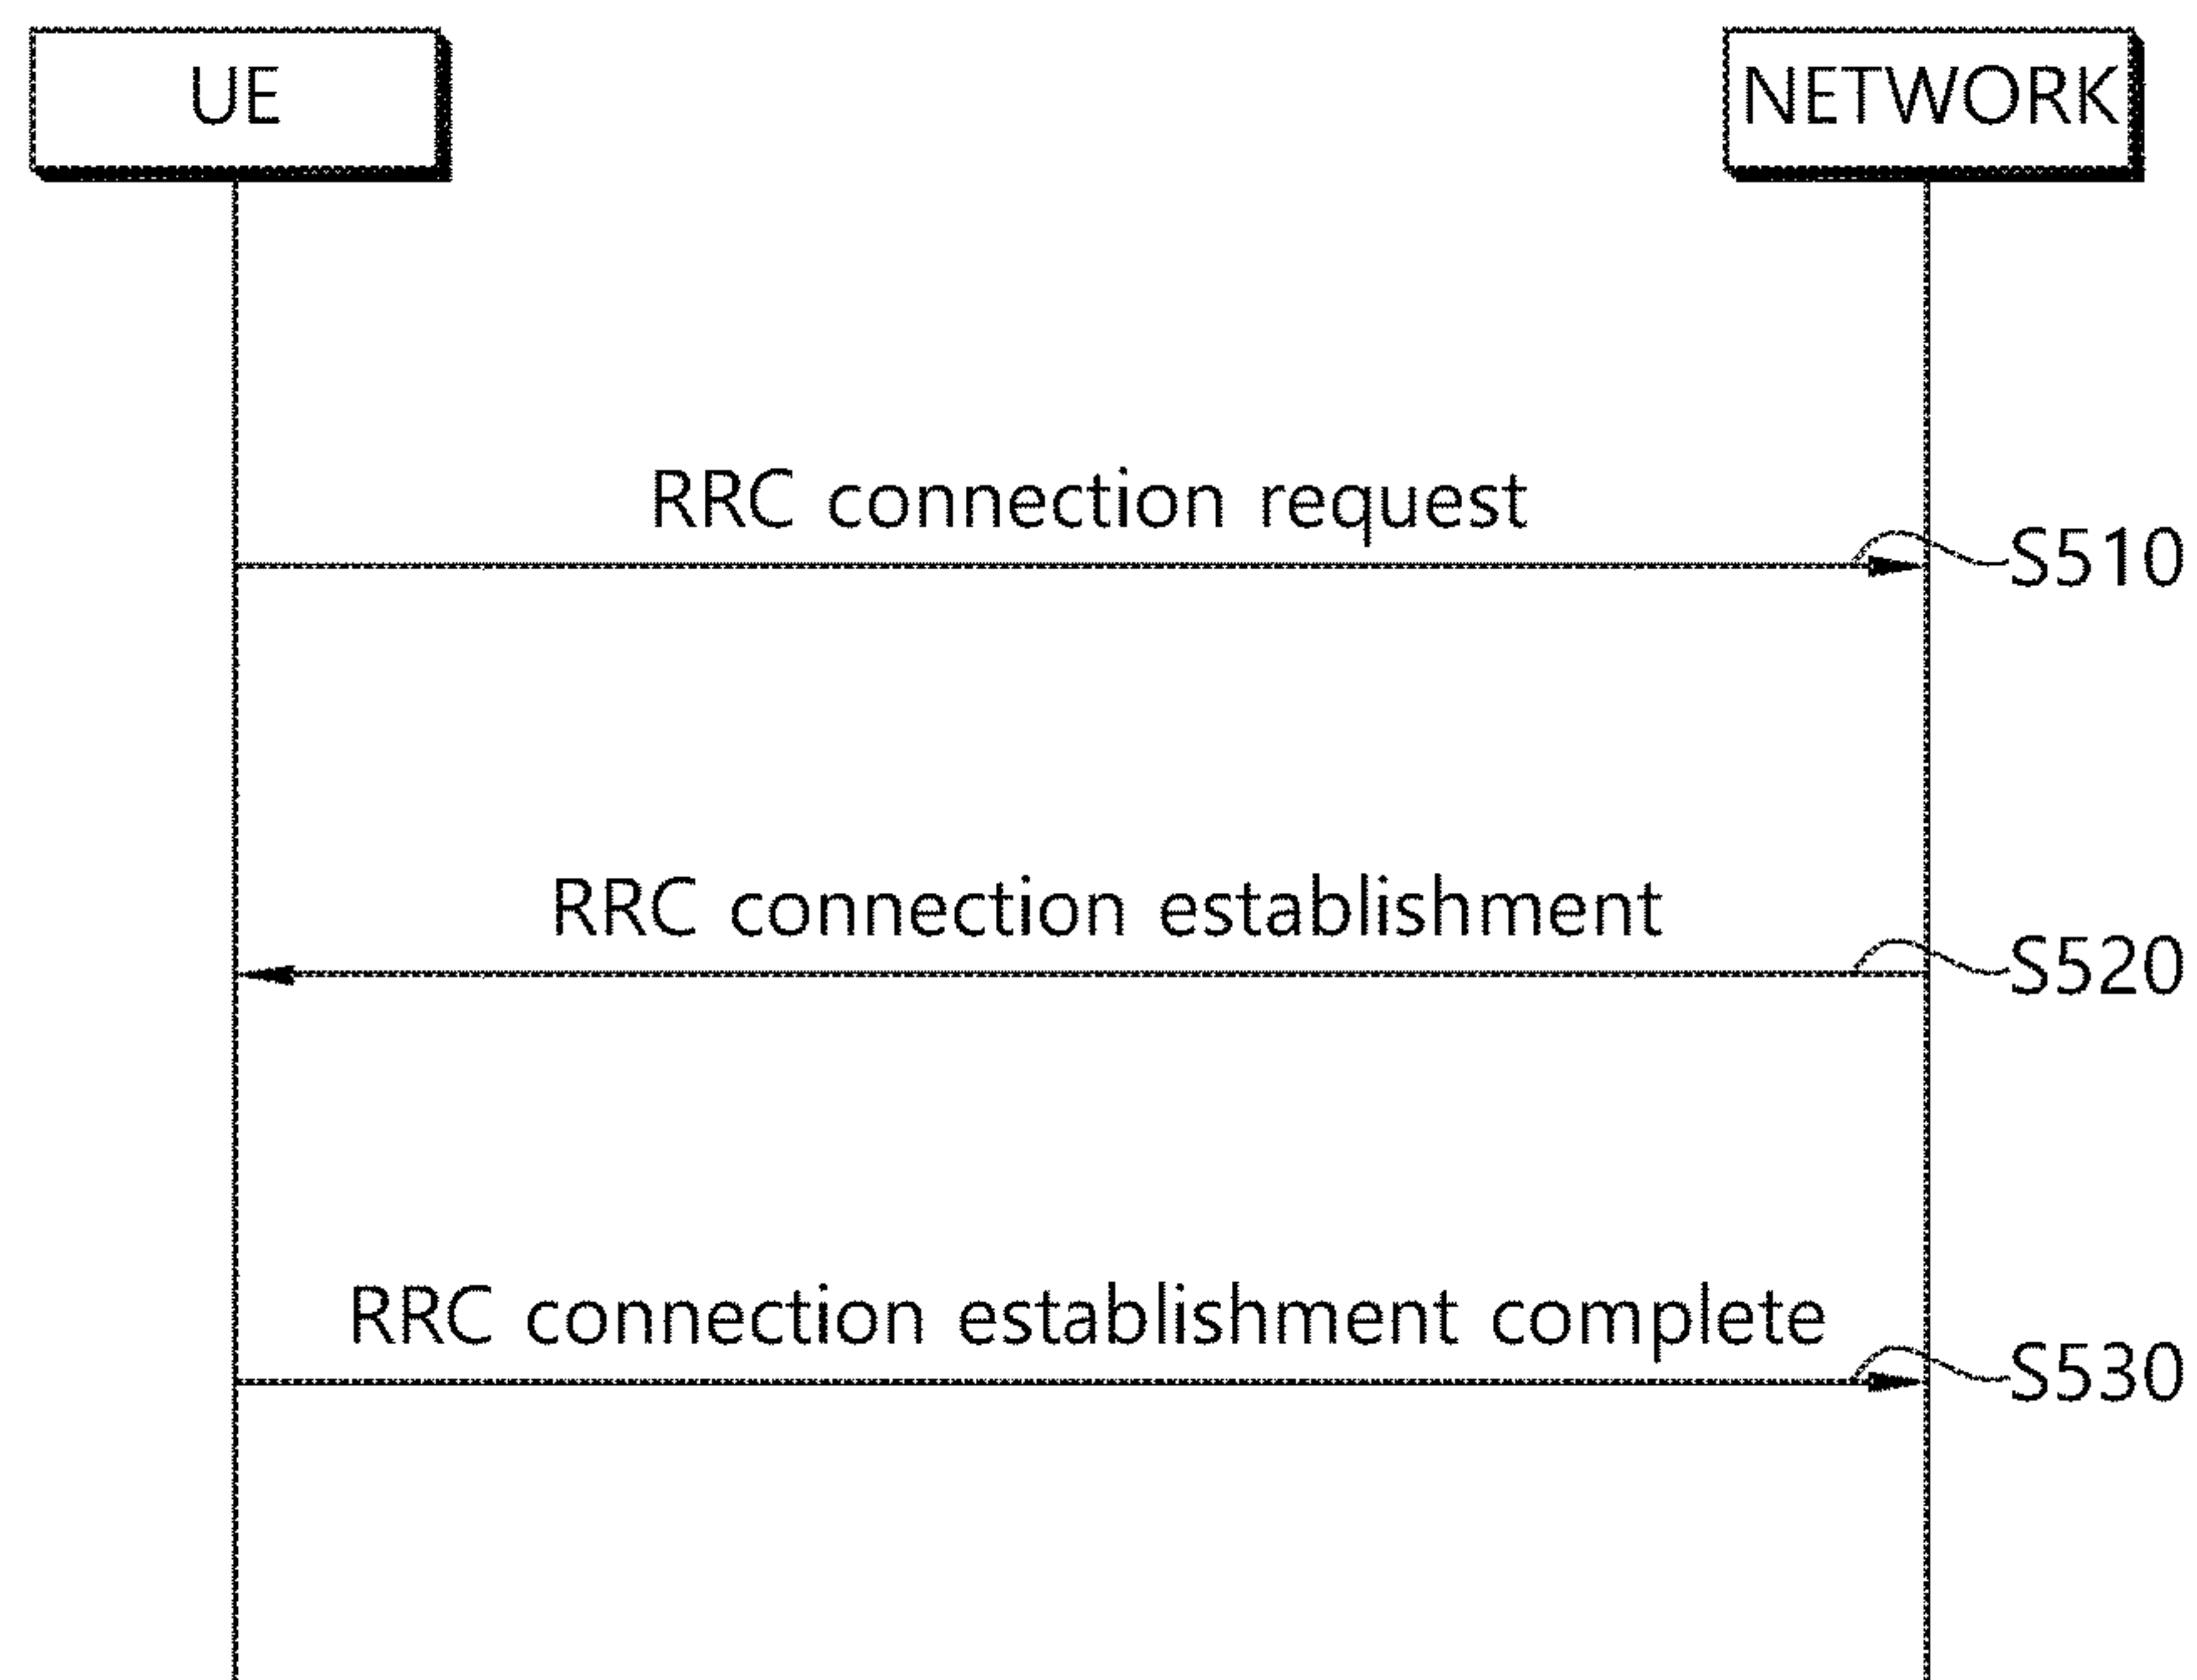 UE
NETWORK
RRC connection request
S510
RRC connection establishment
S520
RRC connection establishment complete
S530